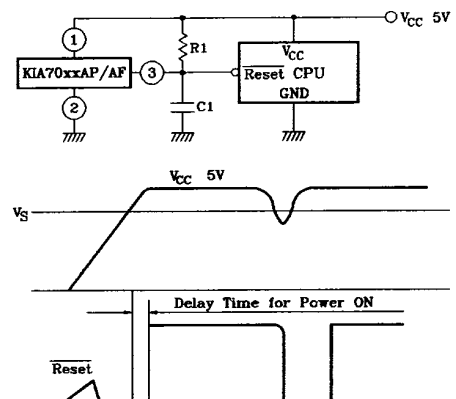 V_CC 5V
1
R1
V_CC
KIA70xxAP/AF
3
Reset CPU
GND
2
C1
V_CC 5V
V_S
Delay Time for Power ON
Reset